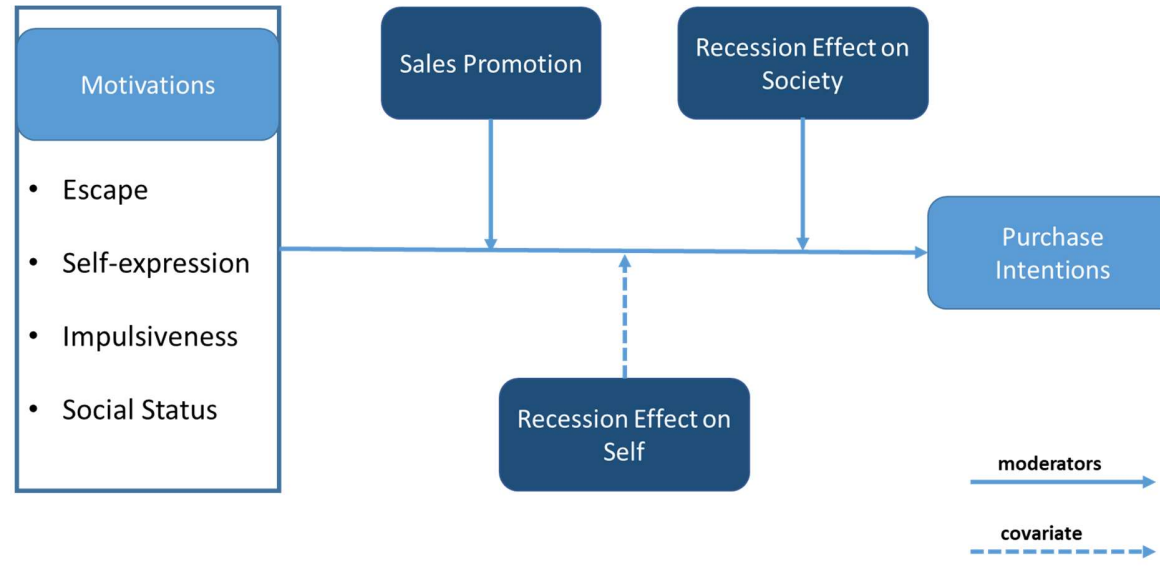 Motivations
• Escape
• Self-expression
• Impulsiveness
• Social Status
Sales Promotion
Recession Effect on
Society
Recession Effect on
Self
Purchase
Intentions
moderators
covariate